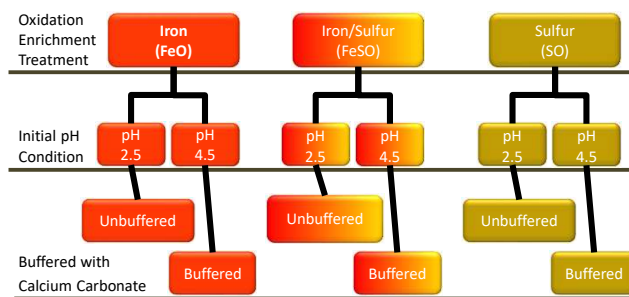 Oxidation
Enrichment
Treatment
Iron
(FeO)
Iron/Sulfur
(FeSO)
Sulfur
(SO)
Initial pH
Condition
pH
2.5
pH
4.5
pH
2.5
pH
4.5
pH
2.5
pH
4.5
Unbuffered
Unbuffered
Unbuffered
Buffered with
Calcium Carbonate
Buffered
Buffered
Buffered